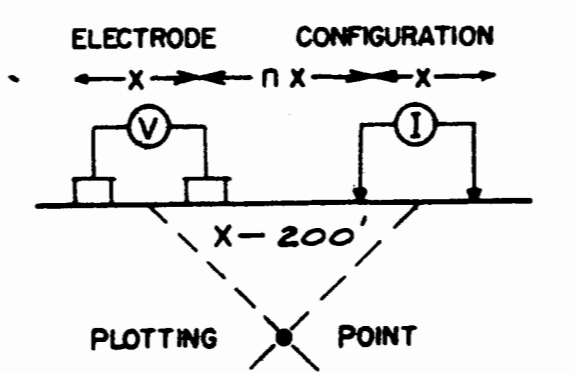 ELECTRODE CONFIGURATION
X n X X
V I
X- 200'
PLOTTING POINT